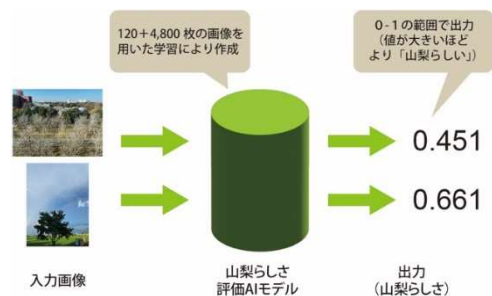 120+4,800 枚の画像を
用いた学習により作成
0-1の範囲で出力
(値が大きいほど
より「山梨らしい」)
0.451
0.661
入力画像
山梨らしさ
評価AIモデル
出力
(山梨らしさ)